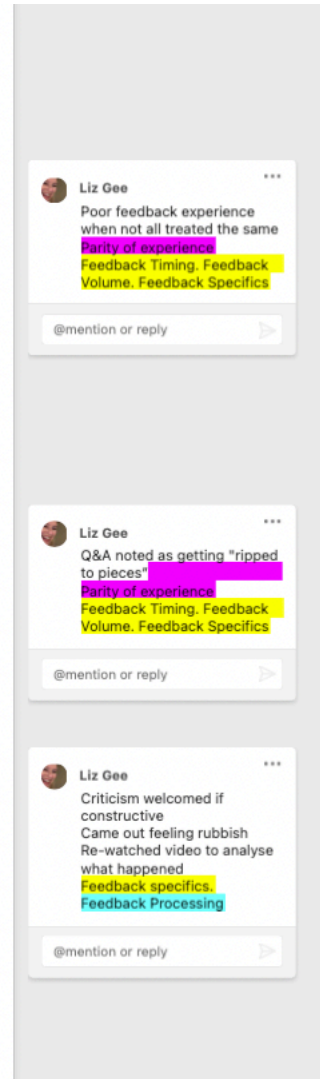 Liz Gee
Poor feedback experience
when not all treated the same
Parity of experience
Feedback Timing. Feedback
Volume. Feedback Specifics
@mention or reply
Liz Gee
Q&A noted as getting "ripped
to pieces"
Parity of experience
Feedback Timing. Feedback
Volume. Feedback Specifics
@mention or reply
Liz Gee
Criticism welcomed if
constructive
Came out feeling rubbish
Re-watched video to analyse
what happened
Feedback specifics.
Feedback Processing
@mention or reply